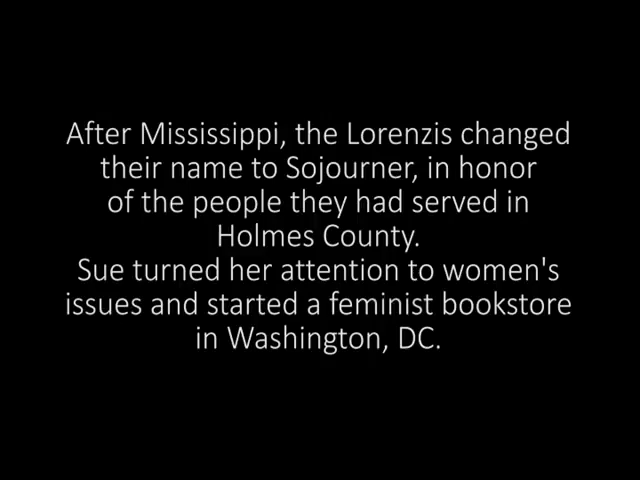 After Mississippi, the Lorenzis changed
their name to Sojourner, in honor
of the people they had served in
Holmes County.
Sue turned her attention to women's
issues and started a feminist bookstore
in Washington, DC.